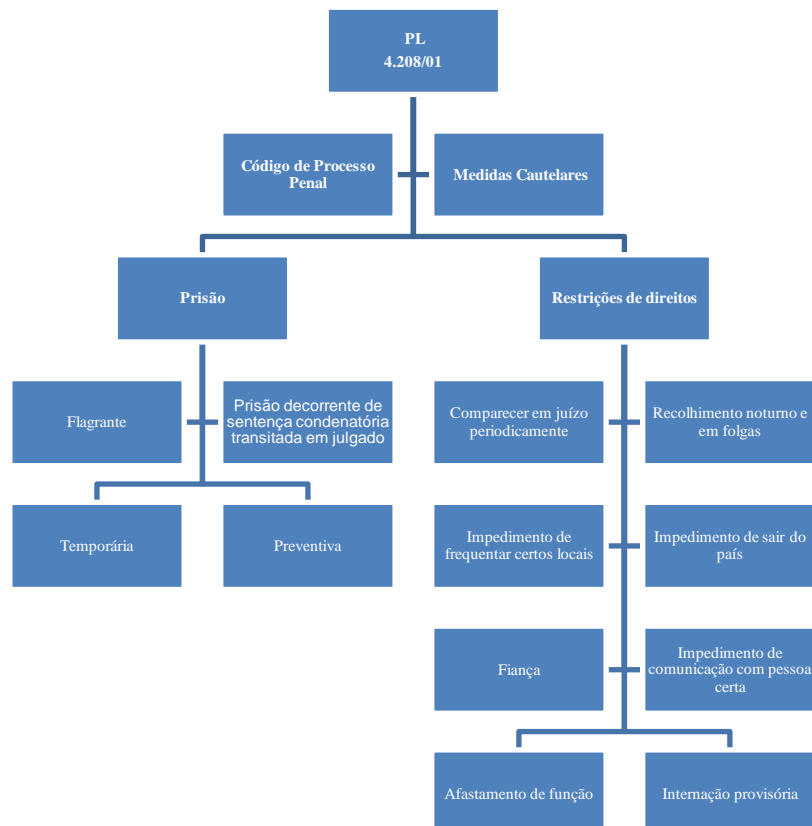 PL
4.208/01
Código de Processo
Penal
Medidas Cautelares
Prisão
Restrições de direitos
Flagrante
Prisão decorrente de
sentença condenatória
transitada em julgado
Comparecer em juízo
periodicamente
Recolhimento noturno e
em folgas
Temporária
Preventiva
Impedimento de
frequentar certos locais
Impedimento de sair do
país
Fiança
Impedimento de
comunicação com pessoa
certa
Afastamento de função
Internação provisória